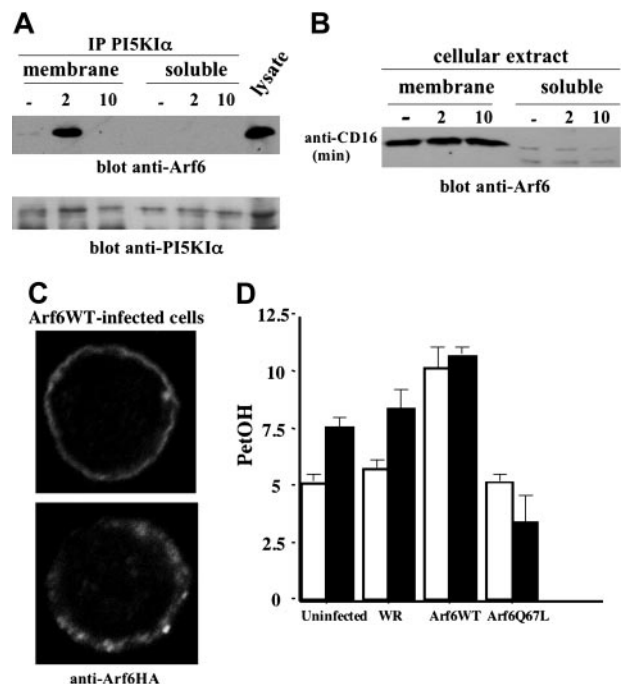 A
IP PI5KIα
membrane soluble lysate
- 2 10 - 2 10
blot anti-Arf6
blot anti-PI5KIα
B
cellular extract
membrane soluble
- 2 10 - 2 10
anti-CD16
(min)
blot anti-Arf6
C
Arf6WT-infected cells
anti-Arf6HA
D
12.5
10
7.5
5
2.5
0
PetOH
Uninfected WR Arf6WT Arf6Q67L